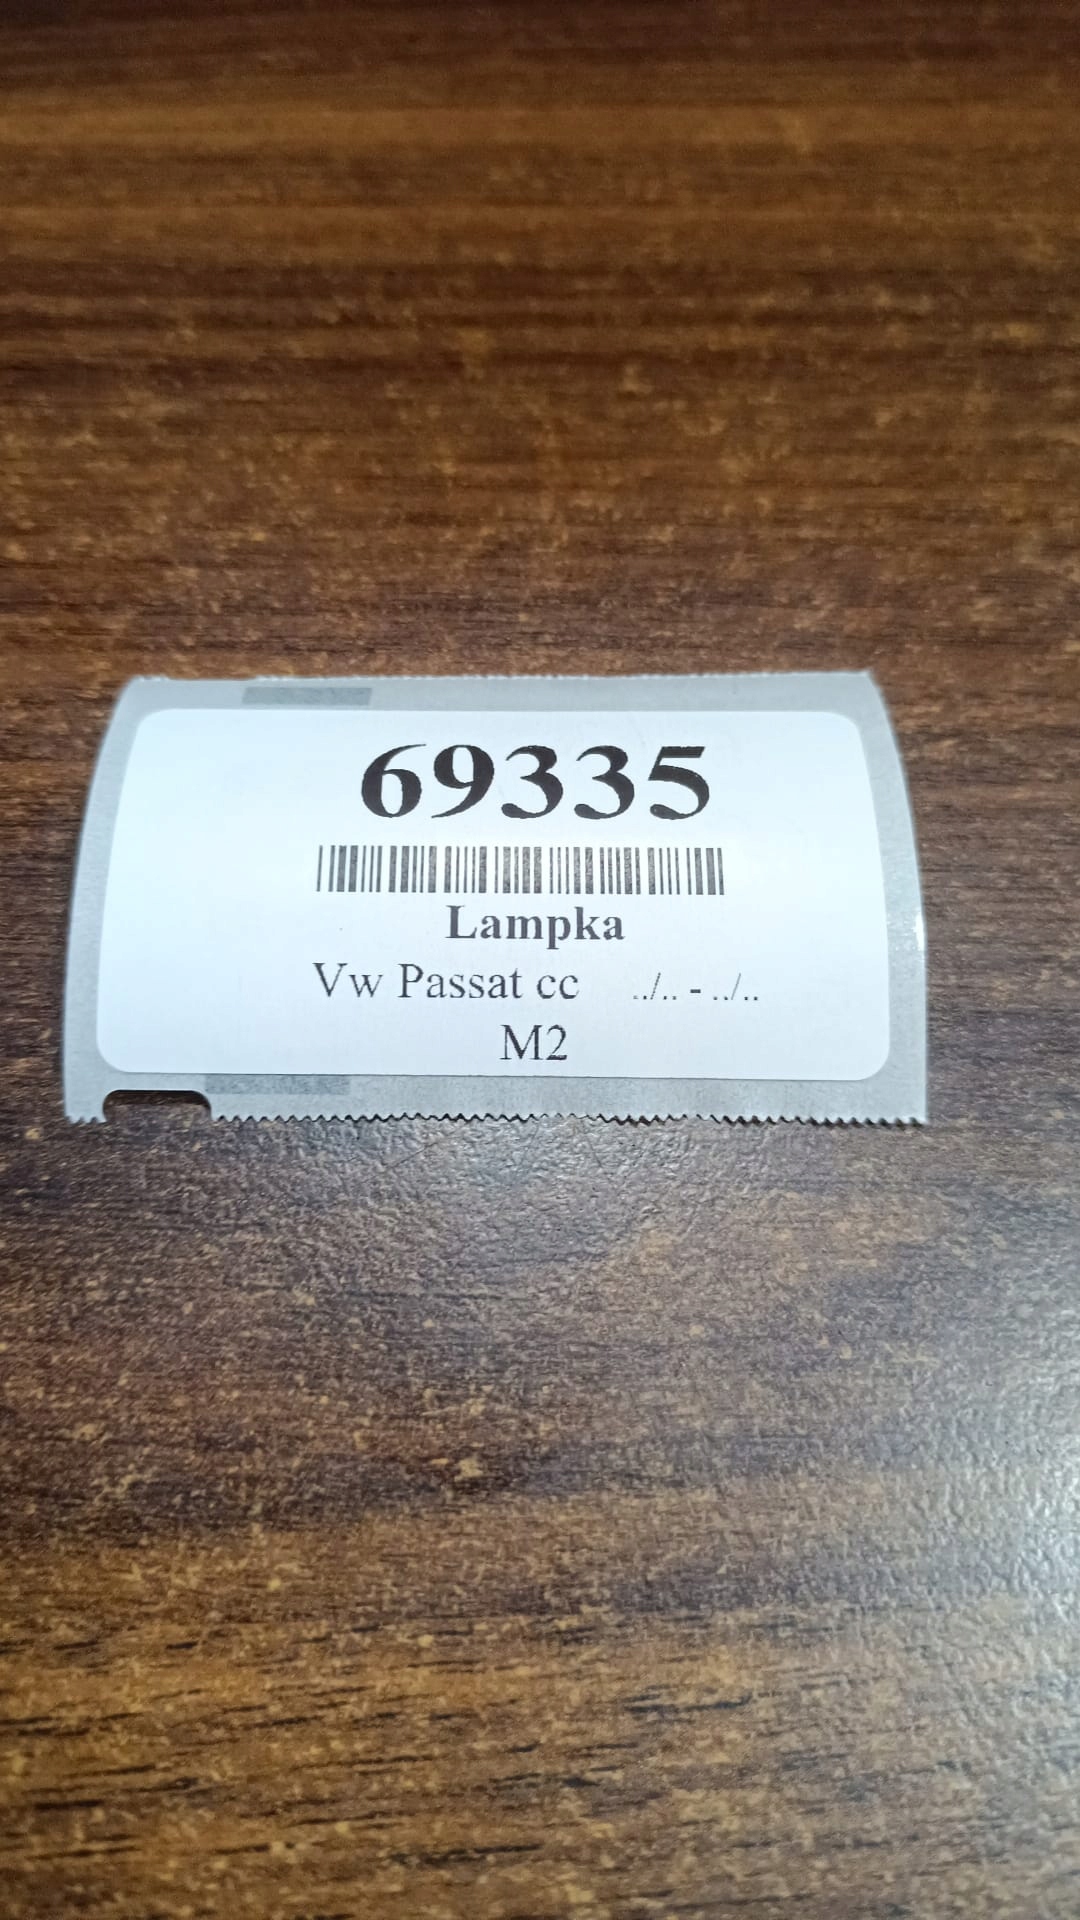 69335
Lampka
Vw Passat cc ../.. - ../..
M2